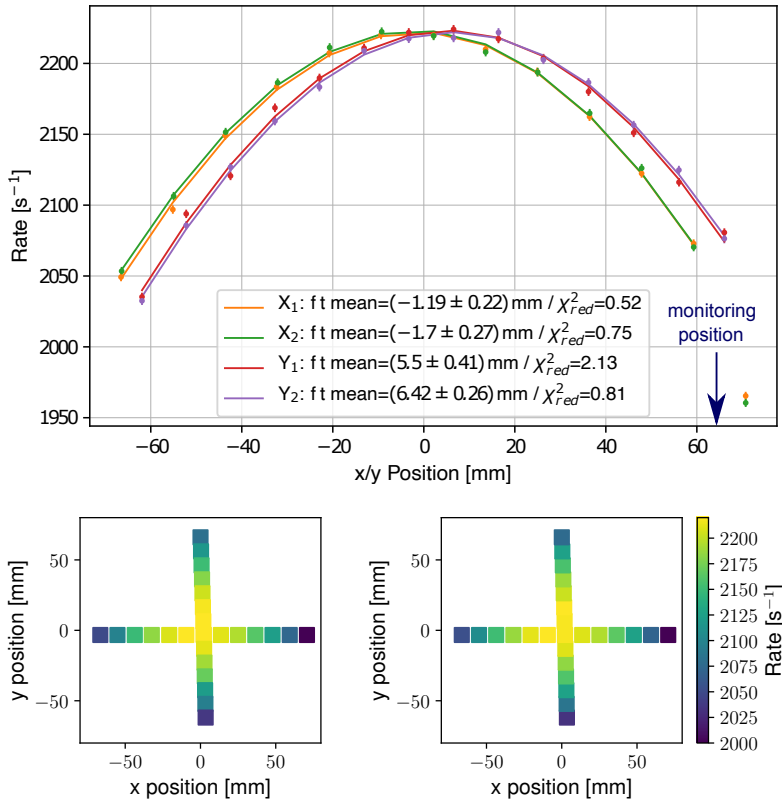 2200
2150
2100
2050
2000
1950
Rate [s⁻¹]
X₁: f t mean=(−1.19 ± 0.22) mm / χ²red=0.52
X₂: f t mean=(−1.7 ± 0.27) mm / χ²red=0.75
Y₁: f t mean=(5.5 ± 0.41) mm / χ²red=2.13
Y₂: f t mean=(6.42 ± 0.26) mm / χ²red=0.81
monitoring
position
−60 −40 −20 0 20 40 60
x/y Position [mm]
50
0
−50
y position [mm]
−50 0 50
x position [mm]
50
0
−50
y position [mm]
−50 0 50
x position [mm]
2200
2175
2150
2125
2100
2075
2050
2025
2000
Rate [s⁻¹]